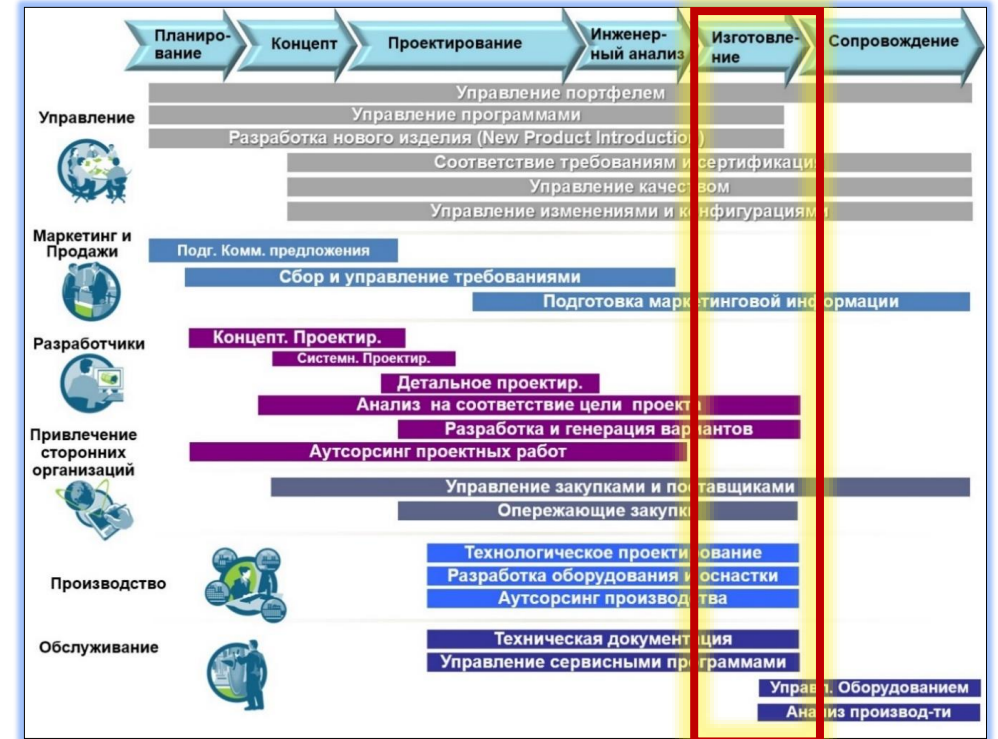 Планиро-
вание
Концепт
Проектирование
Инженер-
ный анализ
Изготовле-
ние
Сопровождение
Управление
Управление портфелем
Управление программами
Разработка нового изделия (New Product Introduction)
Соответствие требованиям и сертификация
Управление качеством
Управление изменениями и конфигурациями
Маркетинг и
Продажи
Подг. Комм. предложения
Сбор и управление требованиями
Подготовка маркетинговой информации
Разработчики
Концепт. Проектир.
Системн. Проектир.
Детальное проектир.
Анализ на соответствие цели проекта
Разработка и генерация вариантов
Аутсорсинг проектных работ
Привлечение
сторонних
организаций
Управление закупками и поставщиками
Опережающие закупки
Производство
Технологическое проектирование
Разработка оборудования и оснастки
Аутсорсинг производства
Обслуживание
Техническая документация
Управление сервисными программами
Управл. Оборудованием
Анализ производ-ти